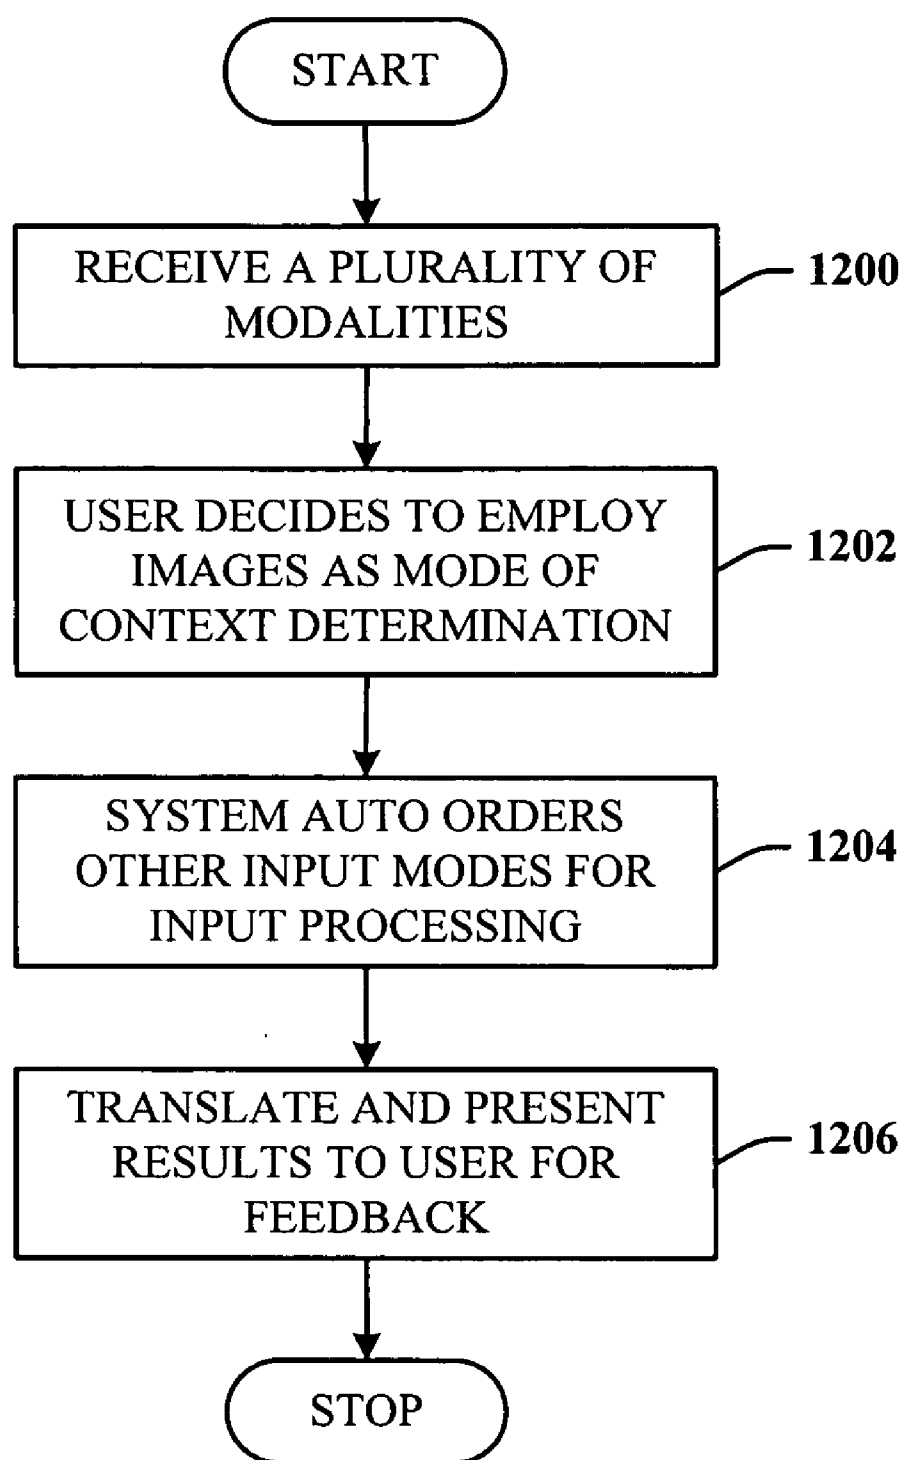 START
RECEIVE A PLURALITY OF
MODALITIES
1200
USER DECIDES TO EMPLOY
IMAGES AS MODE OF
CONTEXT DETERMINATION
1202
SYSTEM AUTO ORDERS
OTHER INPUT MODES FOR
INPUT PROCESSING
1204
TRANSLATE AND PRESENT
RESULTS TO USER FOR
FEEDBACK
1206
STOP